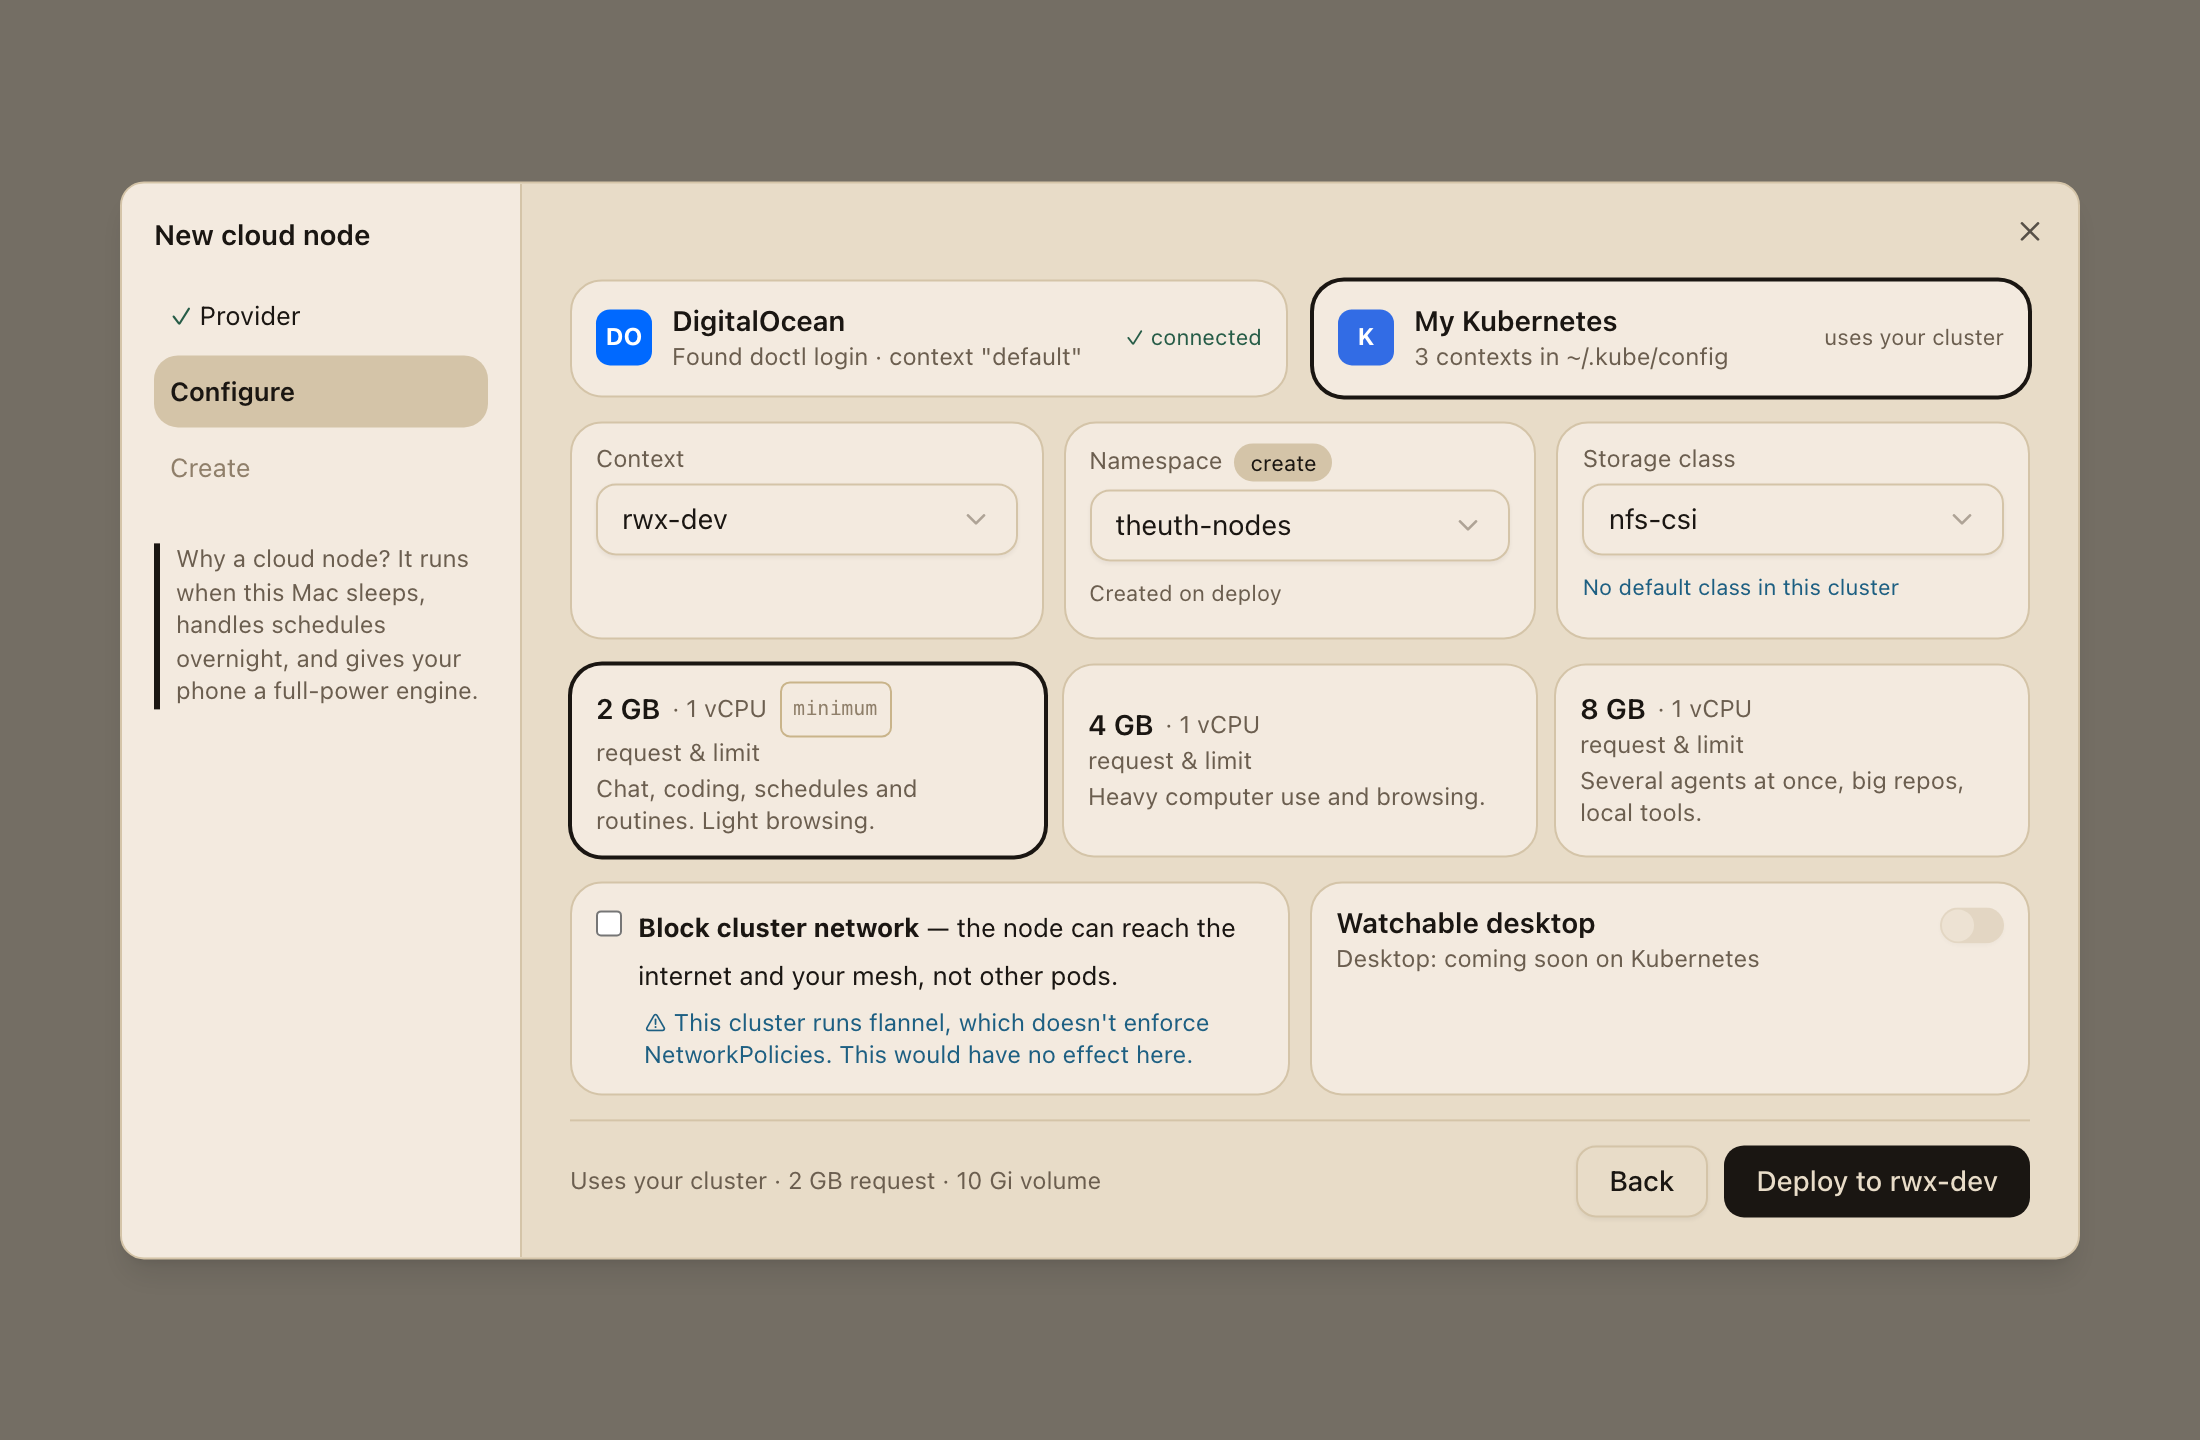 New cloud node
✓ Provider
Configure
Create
Why a cloud node? It runs
when this Mac sleeps,
handles schedules
overnight, and gives your
phone a full-power engine.
DO
DigitalOcean
Found doctl login · context "default"
✓ connected
K
My Kubernetes
3 contexts in ~/.kube/config
uses your cluster
Context
rwx-dev
Namespace create
theuth-nodes
Created on deploy
Storage class
nfs-csi
No default class in this cluster
2 GB · 1 vCPU minimum
request & limit
Chat, coding, schedules and
routines. Light browsing.
4 GB · 1 vCPU
request & limit
Heavy computer use and browsing.
8 GB · 1 vCPU
request & limit
Several agents at once, big repos,
local tools.
Block cluster network — the node can reach the
internet and your mesh, not other pods.
⚠ This cluster runs flannel, which doesn't enforce
NetworkPolicies. This would have no effect here.
Watchable desktop
Desktop: coming soon on Kubernetes
Uses your cluster · 2 GB request · 10 Gi volume
Back
Deploy to rwx-dev